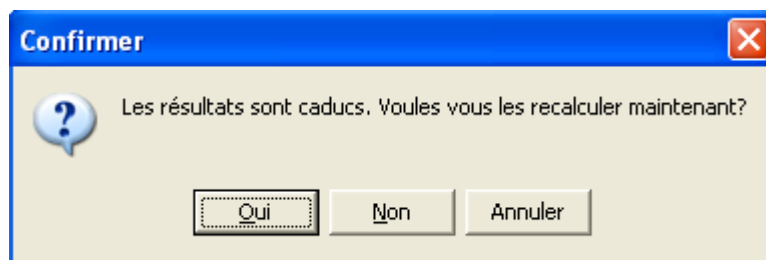 Confirmer
Les résultats sont caducs. Voules vous les recalculer maintenant?
Oui Non Annuler